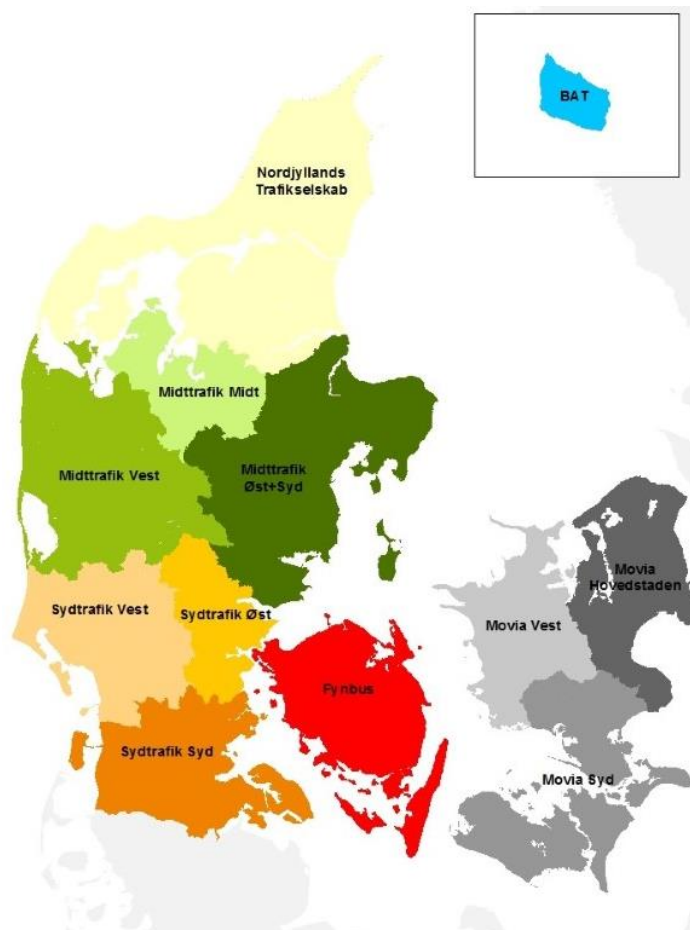 BAT
Nordjyllands
Trafikselskab
Midttrafik Midt
Midttrafik Vest
Midttrafik
Øst+Syd
Movia
Hovedstaden
Sydtrafik Vest
Sydtrafik Øst
Movia Vest
Fynbus
Sydtrafik Syd
Movia Syd